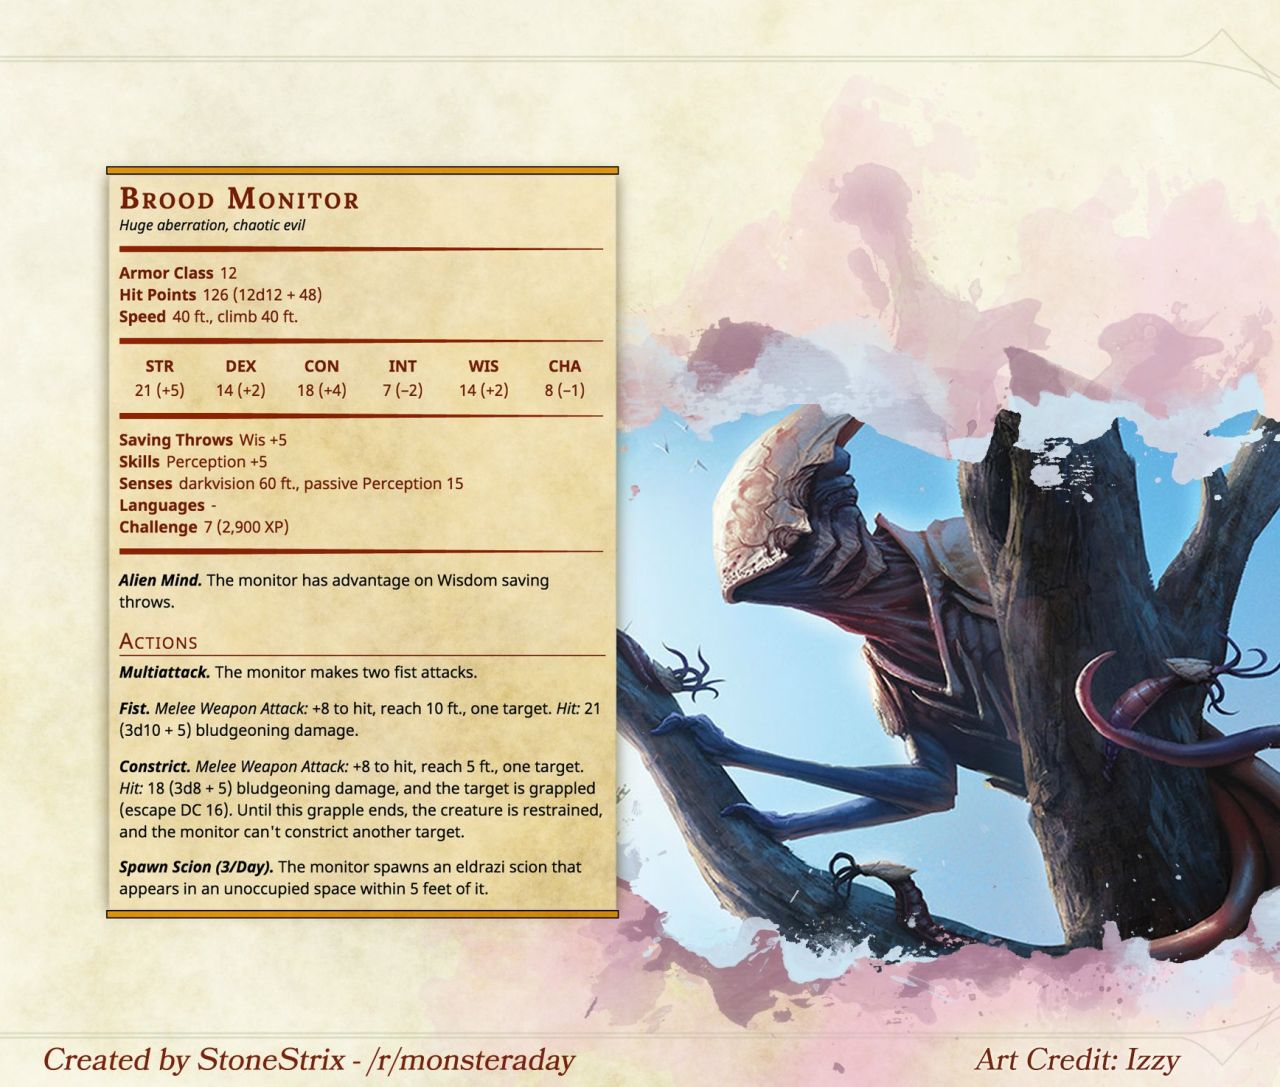 Brood Monitor
Huge aberration, chaotic evil
Armor Class 12
Hit Points 126 (12d12 + 48)
Speed 40 ft., climb 40 ft.
STR DEX CON INT WIS CHA
21 (+5) 14 (+2) 18 (+4) 7 (–2) 14 (+2) 8 (–1)
Saving Throws Wis +5
Skills Perception +5
Senses darkvision 60 ft., passive Perception 15
Languages -
Challenge 7 (2,900 XP)
Alien Mind. The monitor has advantage on Wisdom saving
throws.
Actions
Multiattack. The monitor makes two fist attacks.
Fist. Melee Weapon Attack: +8 to hit, reach 10 ft., one target. Hit: 21
(3d10 + 5) bludgeoning damage.
Constrict. Melee Weapon Attack: +8 to hit, reach 5 ft., one target.
Hit: 18 (3d8 + 5) bludgeoning damage, and the target is grappled
(escape DC 16). Until this grapple ends, the creature is restrained,
and the monitor can't constrict another target.
Spawn Scion (3/Day). The monitor spawns an eldrazi scion that
appears in an unoccupied space within 5 feet of it.
Created by StoneStrix - /r/monsteraday
Art Credit: Izzy